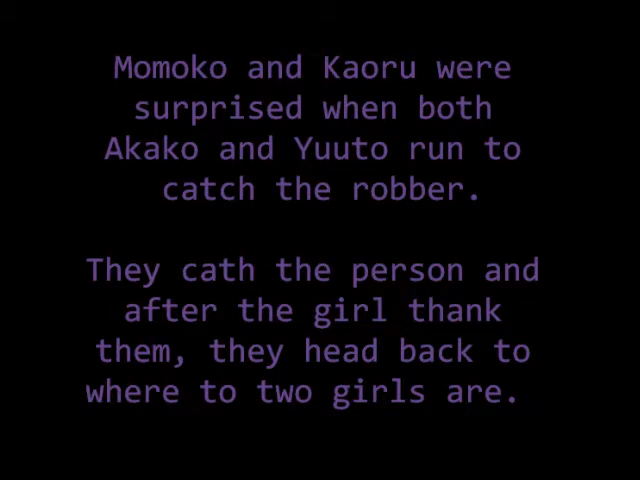 Momoko and Kaoru were
surprised when both
Akako and Yuuto run to
catch the robber.
They cath the person and
after the girl thank
them, they head back to
where to two girls are.